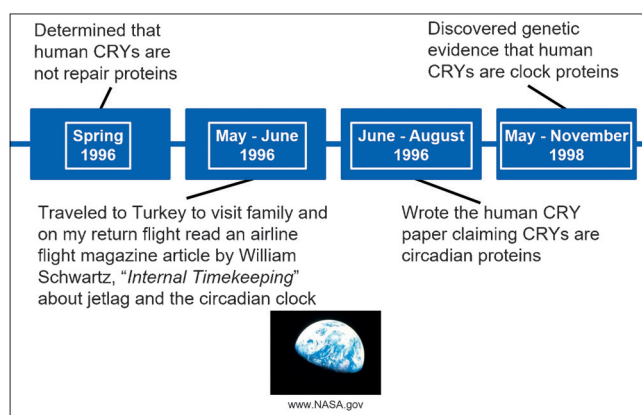 Determined that
human CRYs are
not repair proteins
Discovered genetic
evidence that human
CRYs are clock proteins
Spring
1996
May - June
1996
June - August
1996
May - November
1998
Traveled to Turkey to visit family and
on my return flight read an airline
flight magazine article by William
Schwartz, “Internal Timekeeping”
about jetlag and the circadian clock
Wrote the human CRY
paper claiming CRYs are
circadian proteins
www.NASA.gov